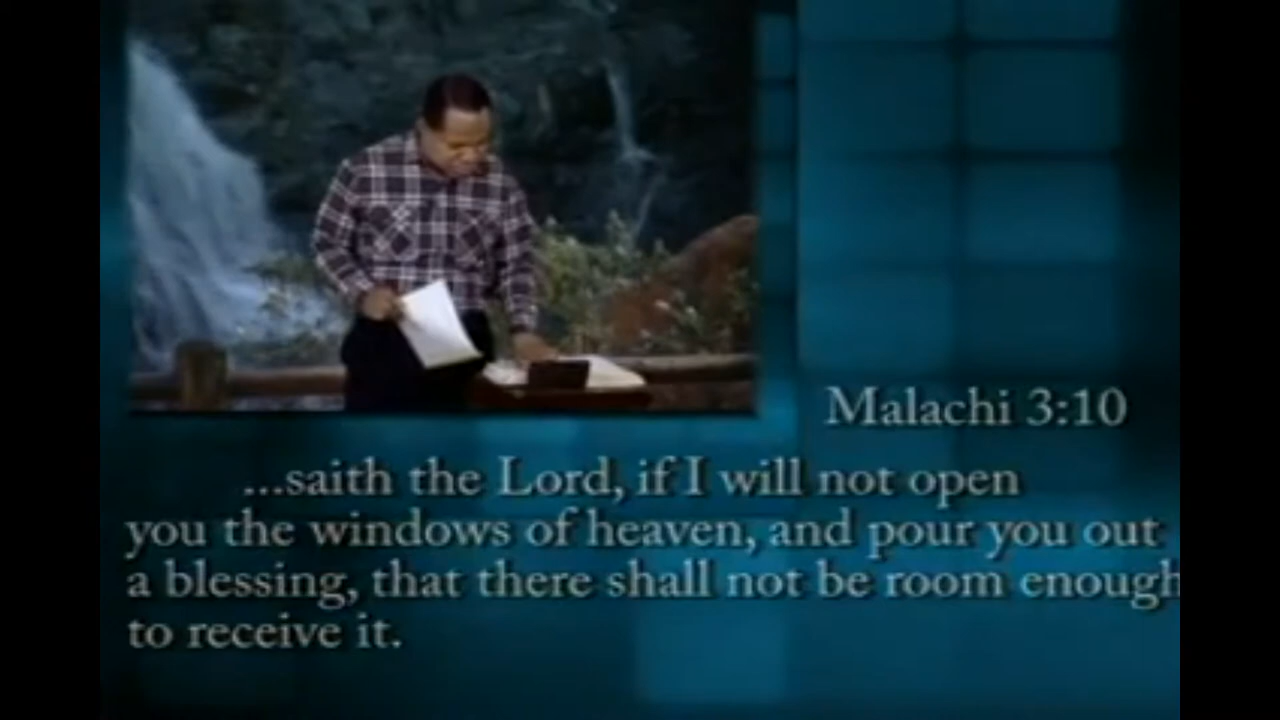 Malachi 3:10
...saith the Lord, if I will not open
you the windows of heaven, and pour you out
a blessing, that there shall not be room enough
to receive it.